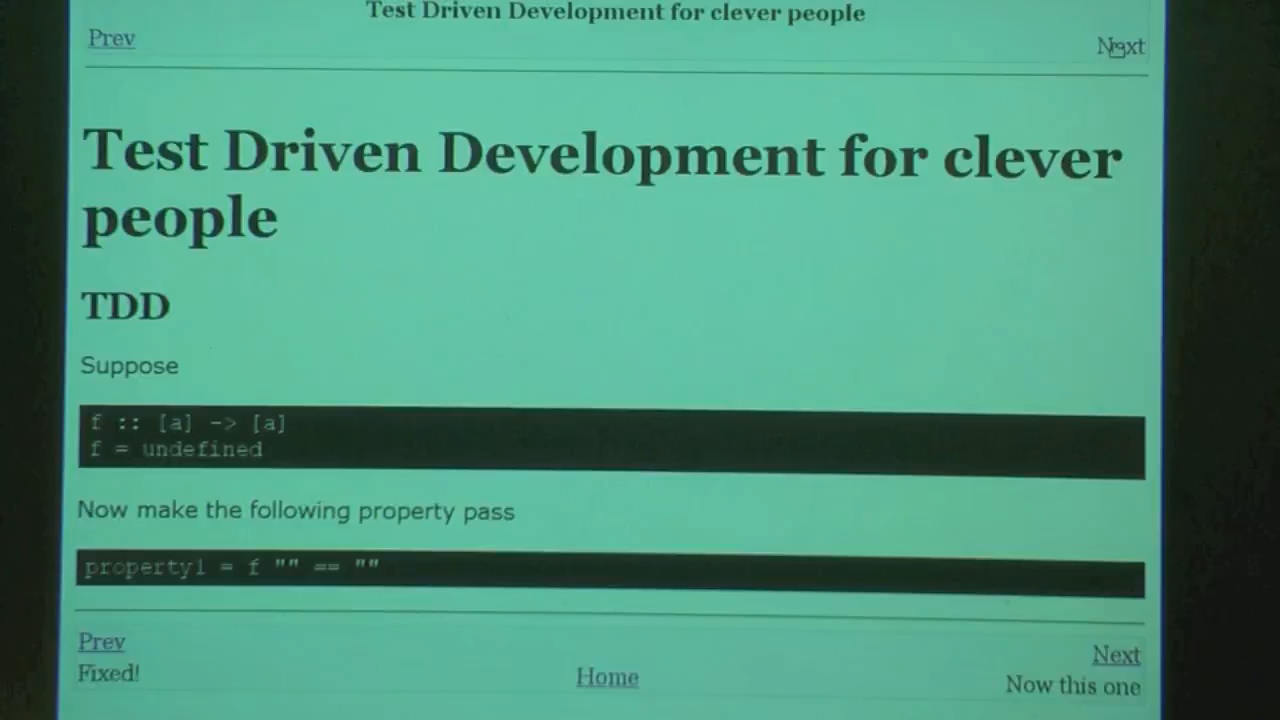 Test Driven Development for clever people
Prev
Next
Test Driven Development for clever
people
TDD
Suppose
f :: [a] -> [a]
f = undefined
Now make the following property pass
property1 = f "" == ""
Prev
Next
Fixed!
Home
Now this one